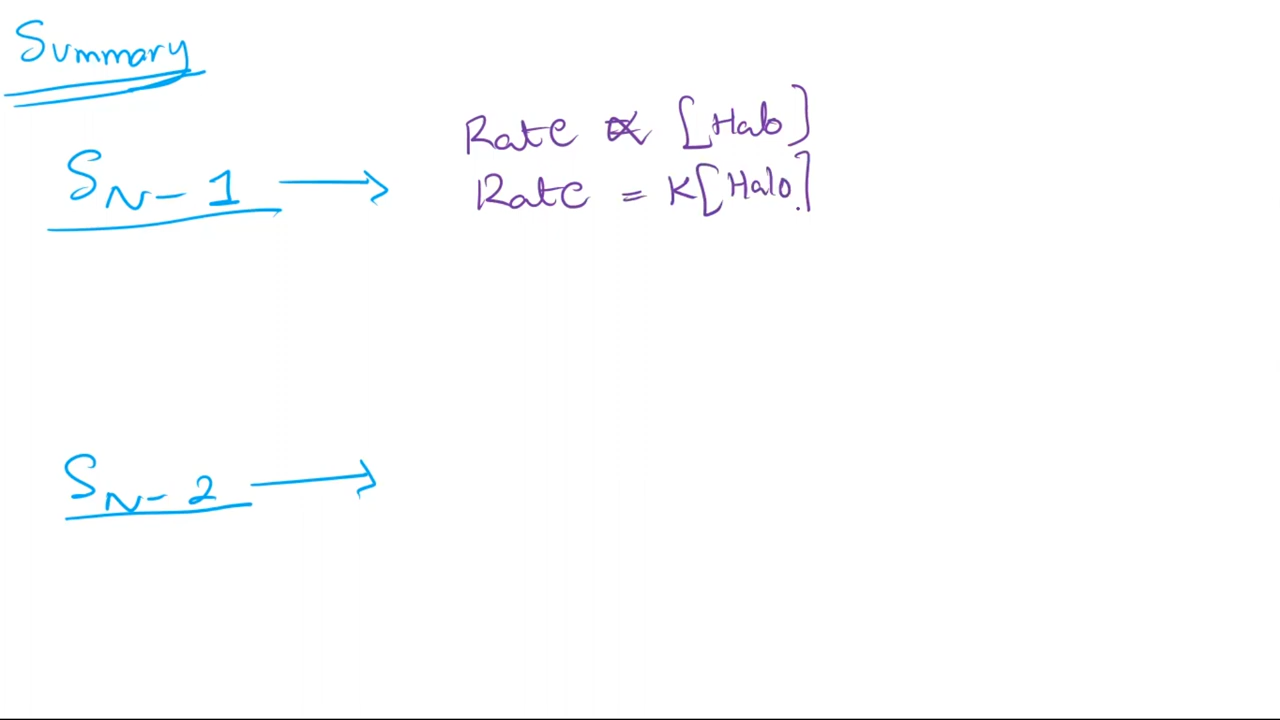 Summary
Rate ∝ [Halo]
SN-1 → Rate = K[Halo]
SN-2 →